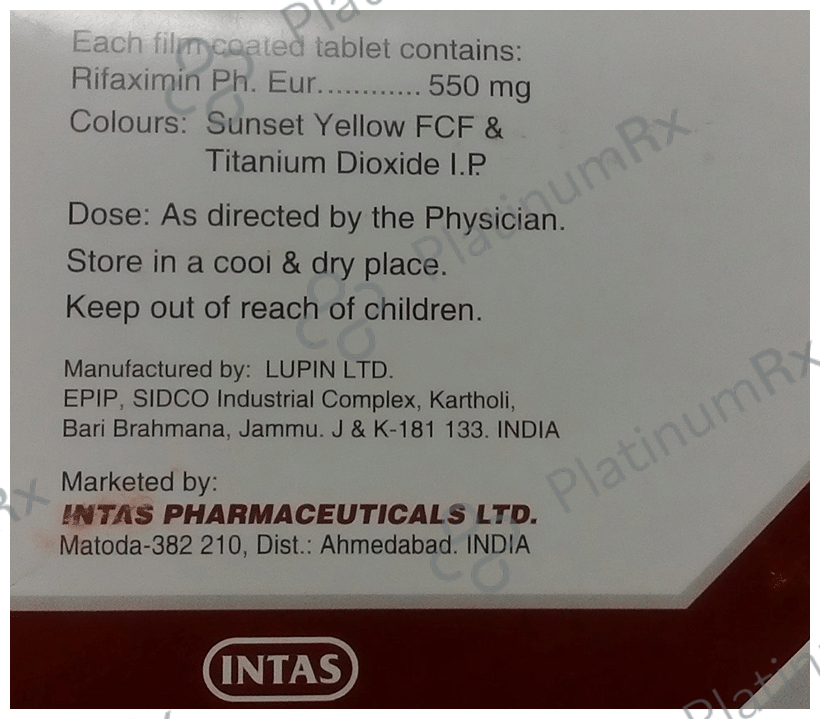 Each film coated tablet contains:
Rifaximin Ph. Eur............. 550 mg
Colours: Sunset Yellow FCF &
Titanium Dioxide I.P.
Dose: As directed by the Physician.
Store in a cool & dry place.
Keep out of reach of children.
Manufactured by: LUPIN LTD.
EPIP, SIDCO Industrial Complex, Kartholi,
Bari Brahmana, Jammu. J & K-181 133. INDIA
Marketed by:
INTAS PHARMACEUTICALS LTD.
Matoda-382 210, Dist.: Ahmedabad. INDIA
INTAS
PlatinumRx
PlatinumRx